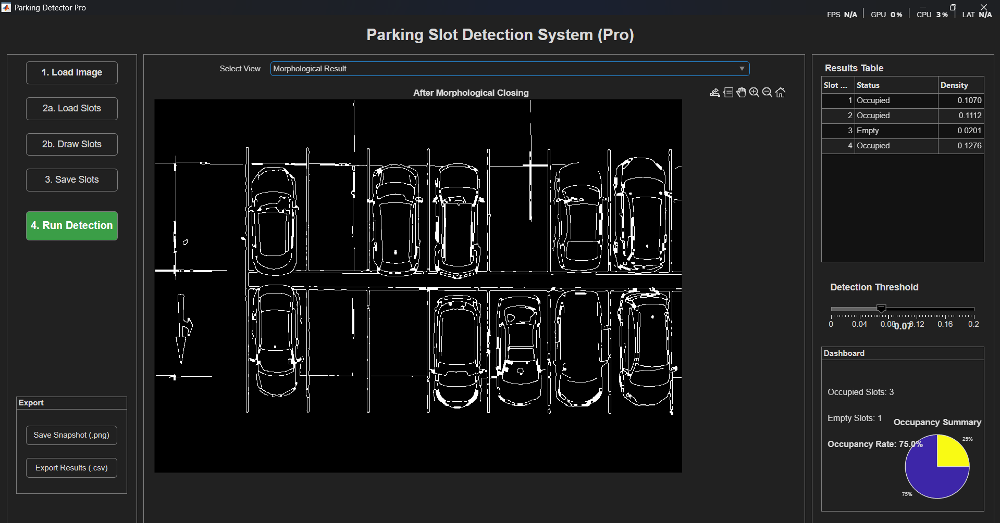 Parking Detector Pro
FPS N/A GPU 0% CPU 3% LAT N/A
Parking Slot Detection System (Pro)
1. Load Image
2a. Load Slots
2b. Draw Slots
3. Save Slots
4. Run Detection
Export
Save Snapshot (.png)
Export Results (.csv)
Select View Morphological Result
After Morphological Closing
Results Table
Slot ... Status Density
1 Occupied 0.1070
2 Occupied 0.1112
3 Empty 0.0201
4 Occupied 0.1276
Detection Threshold
0 0.04 0.08 0.12 0.16 0.2
0.07
Dashboard
Occupied Slots: 3
Empty Slots: 1
Occupancy Rate: 75.0%
Occupancy Summary
25%
75%